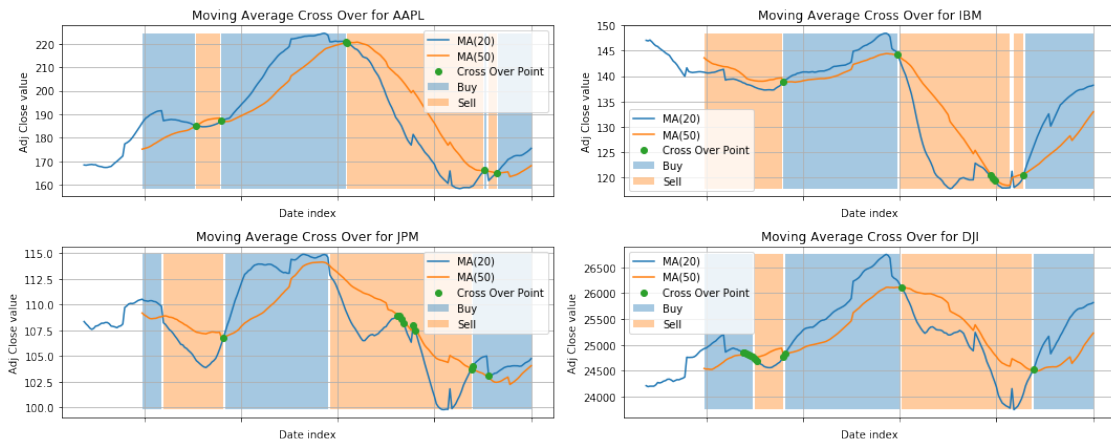 Moving Average Cross Over for AAPL
Adj Close value
220
210
200
190
180
170
160
MA(20)
MA(50)
Cross Over Point
Buy
Sell
Date index
Moving Average Cross Over for IBM
Adj Close value
150
145
140
135
130
125
120
MA(20)
MA(50)
Cross Over Point
Buy
Sell
Date index
Moving Average Cross Over for JPM
Adj Close value
115.0
112.5
110.0
107.5
105.0
102.5
100.0
MA(20)
MA(50)
Cross Over Point
Buy
Sell
Date index
Moving Average Cross Over for DJI
Adj Close value
26500
26000
25500
25000
24500
24000
MA(20)
MA(50)
Cross Over Point
Buy
Sell
Date index